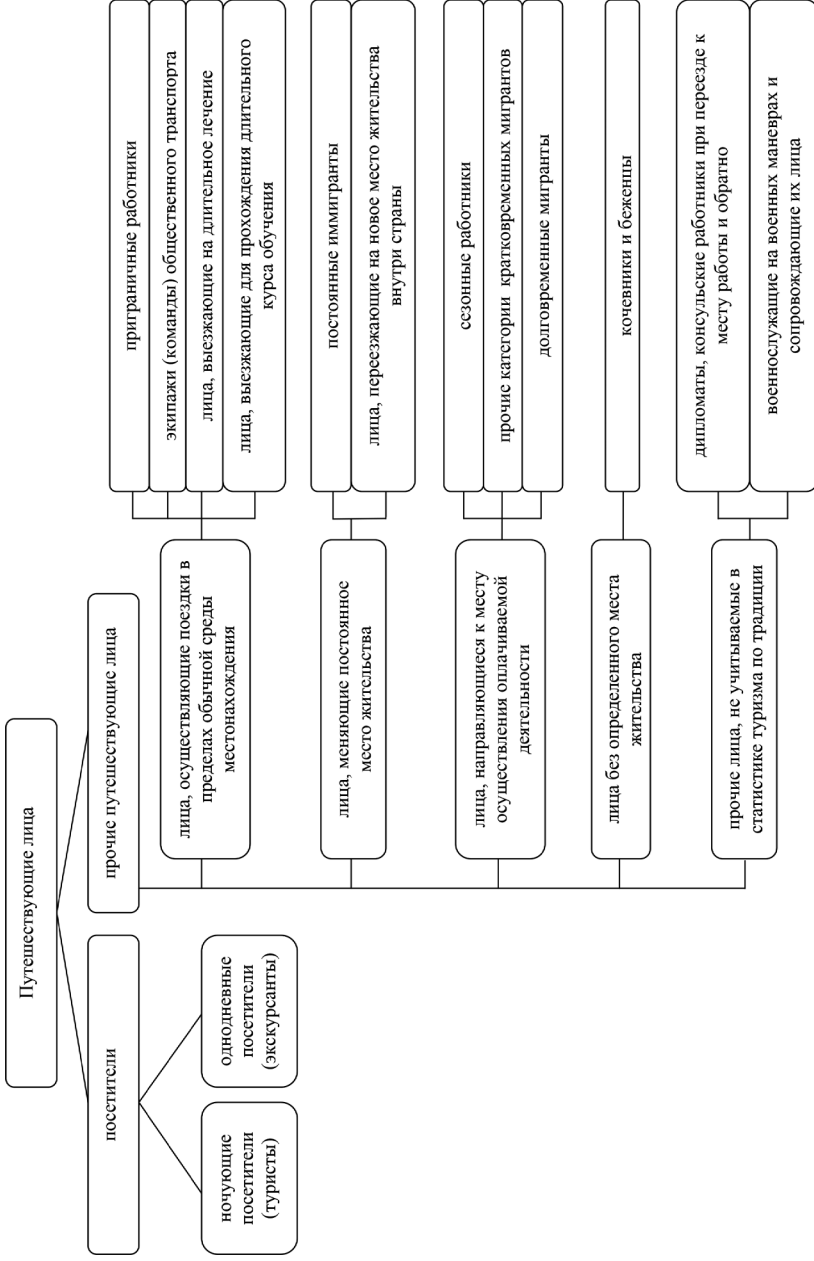 Путешествующие лица
посетители
прочие путешествующие лица
ночующие
посетители
(туристы)
однодневные
посетители
(экскурсанты)
лица, осуществляющие поездки в
пределах обычной среды
местонахождения
приграничные работники
экипажи (команды) общественного транспорта
лица, выезжающие на длительное лечение
лица, выезжающие для прохождения длительного
курса обучения
лица, меняющие постоянное
место жительства
постоянные иммигранты
лица, переезжающие на новое место жительства
внутри страны
лица, направляющиеся к месту
осуществления оплачиваемой
деятельности
сезонные работники
прочие категории кратковременных мигрантов
долговременные мигранты
лица без определенного места
жительства
кочевники и беженцы
прочие лица, не учитываемые в
статистике туризма по традиции
дипломаты, консульские работники при переезде к
месту работы и обратно
военнослужащие на военных маневрах и
сопровождающие их лица